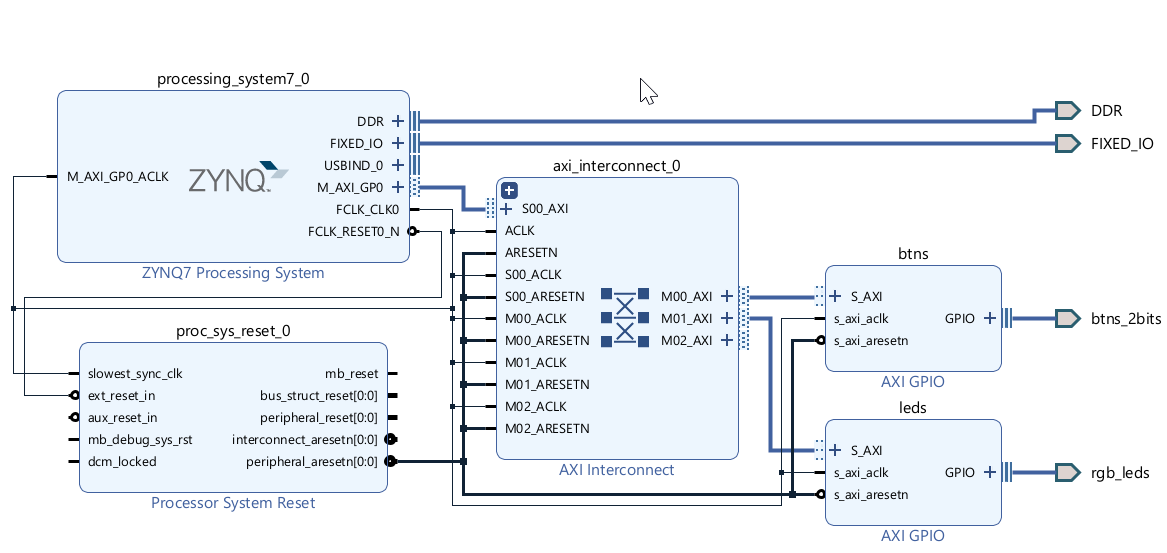 processing_system7_0
DDR
FIXED_IO
USBIND_0
M_AXI_GP0
FCLK_CLK0
FCLK_RESET0_N
M_AXI_GP0_ACLK
ZYNQ
ZYNQ7 Processing System
DDR
FIXED_IO
proc_sys_reset_0
slowest_sync_clk
ext_reset_in
aux_reset_in
mb_debug_sys_rst
dcm_locked
mb_reset
bus_struct_reset[0:0]
peripheral_reset[0:0]
interconnect_aresetn[0:0]
peripheral_aresetn[0:0]
Processor System Reset
axi_interconnect_0
S00_AXI
ACLK
ARESETN
S00_ACLK
S00_ARESETN
M00_ACLK
M00_ARESETN
M01_ACLK
M01_ARESETN
M02_ACLK
M02_ARESETN
M00_AXI
M01_AXI
M02_AXI
AXI Interconnect
btns
S_AXI
s_axi_aclk
s_axi_aresetn
GPIO
AXI GPIO
btns_2bits
leds
S_AXI
s_axi_aclk
s_axi_aresetn
GPIO
AXI GPIO
rgb_leds